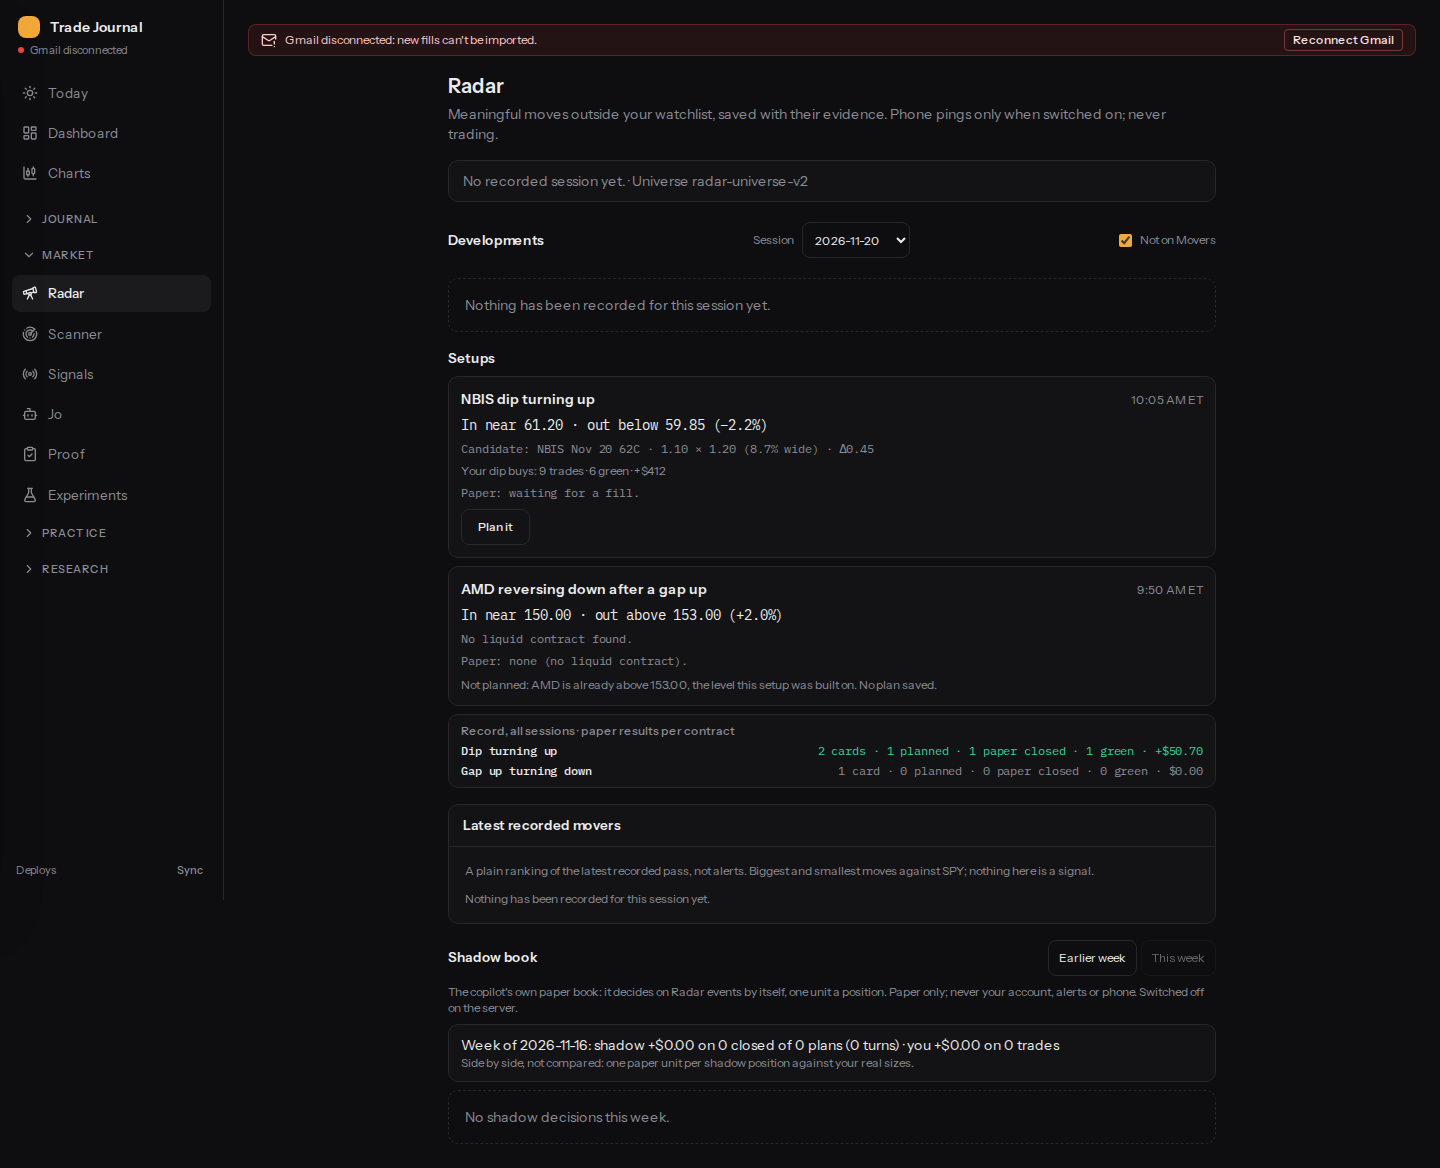 Trade Journal
Gmail disconnected
Today
Dashboard
Charts
JOURNAL
MARKET
Radar
Scanner
Signals
Jo
Proof
Experiments
PRACTICE
RESEARCH
Deploys
Sync
Gmail disconnected: new fills can't be imported.
Reconnect Gmail
Radar
Meaningful moves outside your watchlist, saved with their evidence. Phone pings only when switched on; never
trading.
No recorded session yet. · Universe radar-universe-v2
Developments
Session
2026-11-20
Not on Movers
Nothing has been recorded for this session yet.
Setups
NBIS dip turning up
10:05 AM ET
In near 61.20 · out below 59.85 (−2.2%)
Candidate: NBIS Nov 20 62C · 1.10 × 1.20 (8.7% wide) · Δ0.45
Your dip buys: 9 trades · 6 green · +$412
Paper: waiting for a fill.
Plan it
AMD reversing down after a gap up
9:50 AM ET
In near 150.00 · out above 153.00 (+2.0%)
No liquid contract found.
Paper: none (no liquid contract).
Not planned: AMD is already above 153.00, the level this setup was built on. No plan saved.
Record, all sessions · paper results per contract
Dip turning up
2 cards · 1 planned · 1 paper closed · 1 green · +$50.70
Gap up turning down
1 card · 0 planned · 0 paper closed · 0 green · $0.00
Latest recorded movers
A plain ranking of the latest recorded pass, not alerts. Biggest and smallest moves against SPY; nothing here is a signal.
Nothing has been recorded for this session yet.
Shadow book
Earlier week
This week
The copilot's own paper book: it decides on Radar events by itself, one unit a position. Paper only; never your account, alerts or phone. Switched off
on the server.
Week of 2026-11-16: shadow +$0.00 on 0 closed of 0 plans (0 turns) · you +$0.00 on 0 trades
Side by side, not compared: one paper unit per shadow position against your real sizes.
No shadow decisions this week.